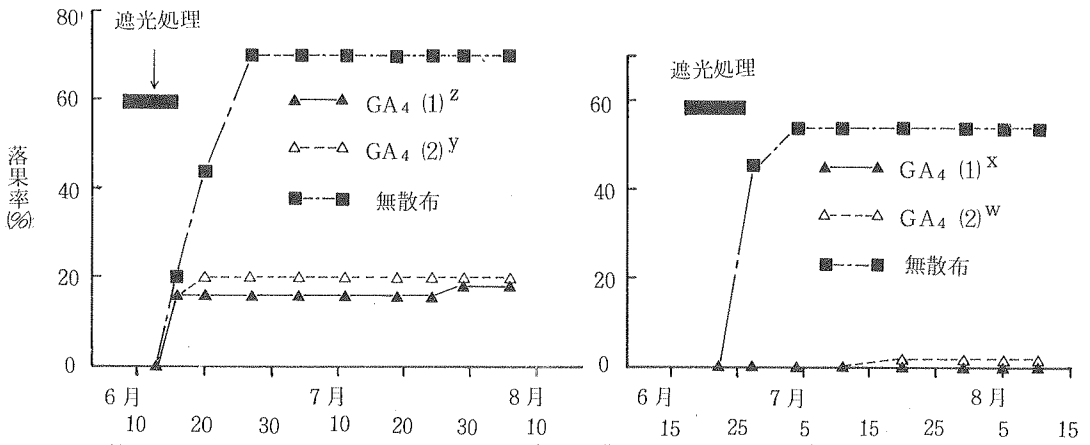 80
遮光処理
60
40
20
0
落果率(%)
GA₄ (1)ᶻ
GA₄ (2)ʸ
無散布
6月 7月 8月
10 20 30 10 20 30 10
遮光処理
60
40
20
0
GA₄ (1)ˣ
GA₄ (2)ʷ
無散布
6月 7月 8月
15 25 5 15 25 5 15